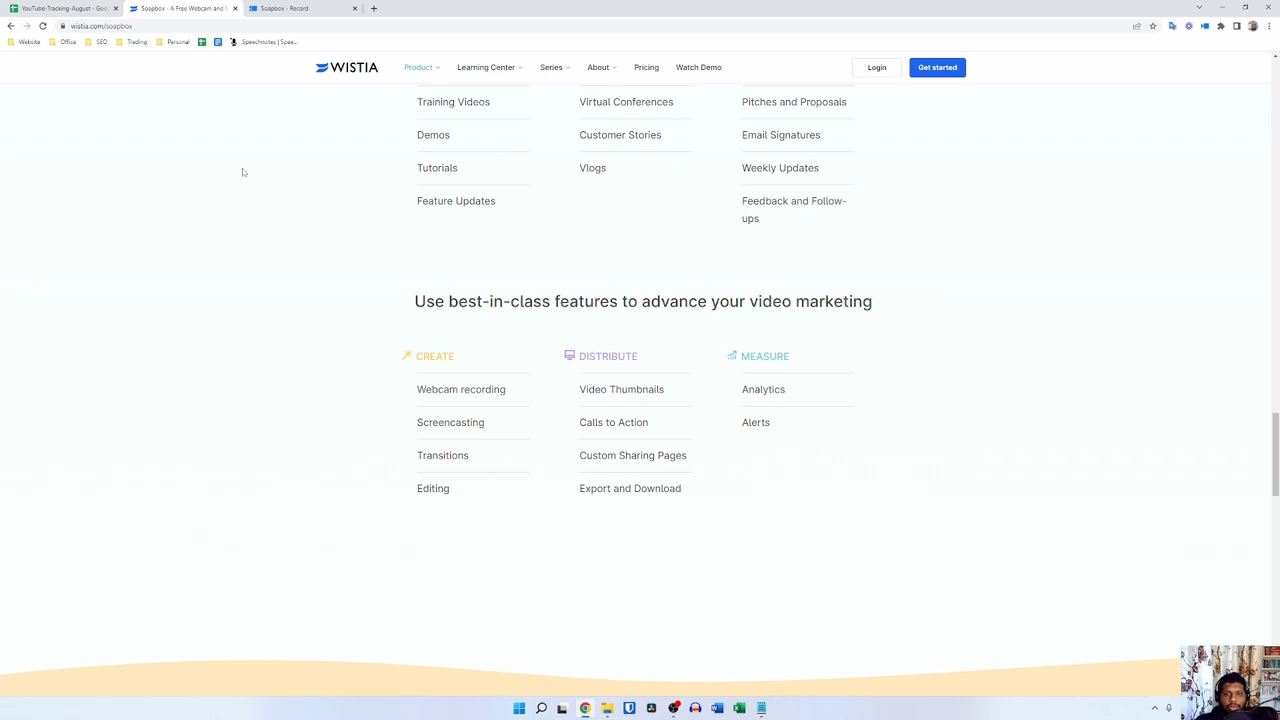 YouTube-Tracking-August - Goo
Soapbox - A Free Webcam and S
Soapbox - Record
wistia.com/soapbox
Website
Office
SEO
Trading
Personal
Speechnotes | Spee...
WISTIA
Product
Learning Center
Series
About
Pricing
Watch Demo
Login
Get started
Training Videos
Virtual Conferences
Pitches and Proposals
Demos
Customer Stories
Email Signatures
Tutorials
Vlogs
Weekly Updates
Feature Updates
Feedback and Follow-
ups
Use best-in-class features to advance your video marketing
CREATE
DISTRIBUTE
MEASURE
Webcam recording
Video Thumbnails
Analytics
Screencasting
Calls to Action
Alerts
Transitions
Custom Sharing Pages
Editing
Export and Download